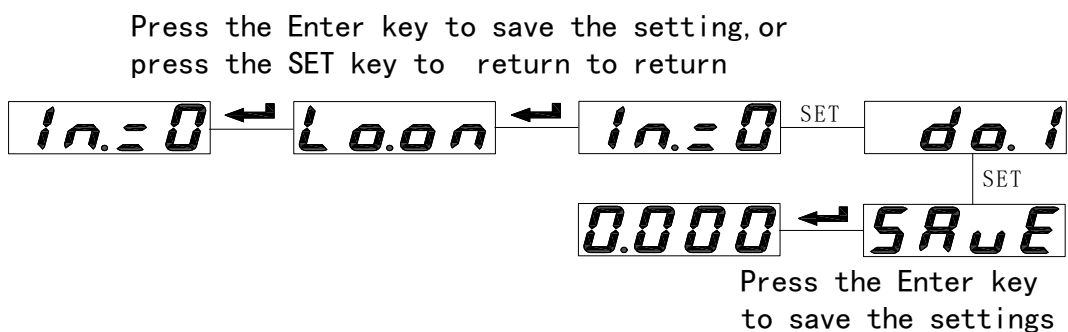 Press the Enter key to save the setting, or
press the SET key to return to return
In.=0 Lo.on In.=0 SET do.1
SET
0.000 SAvE
Press the Enter key
to save the settings